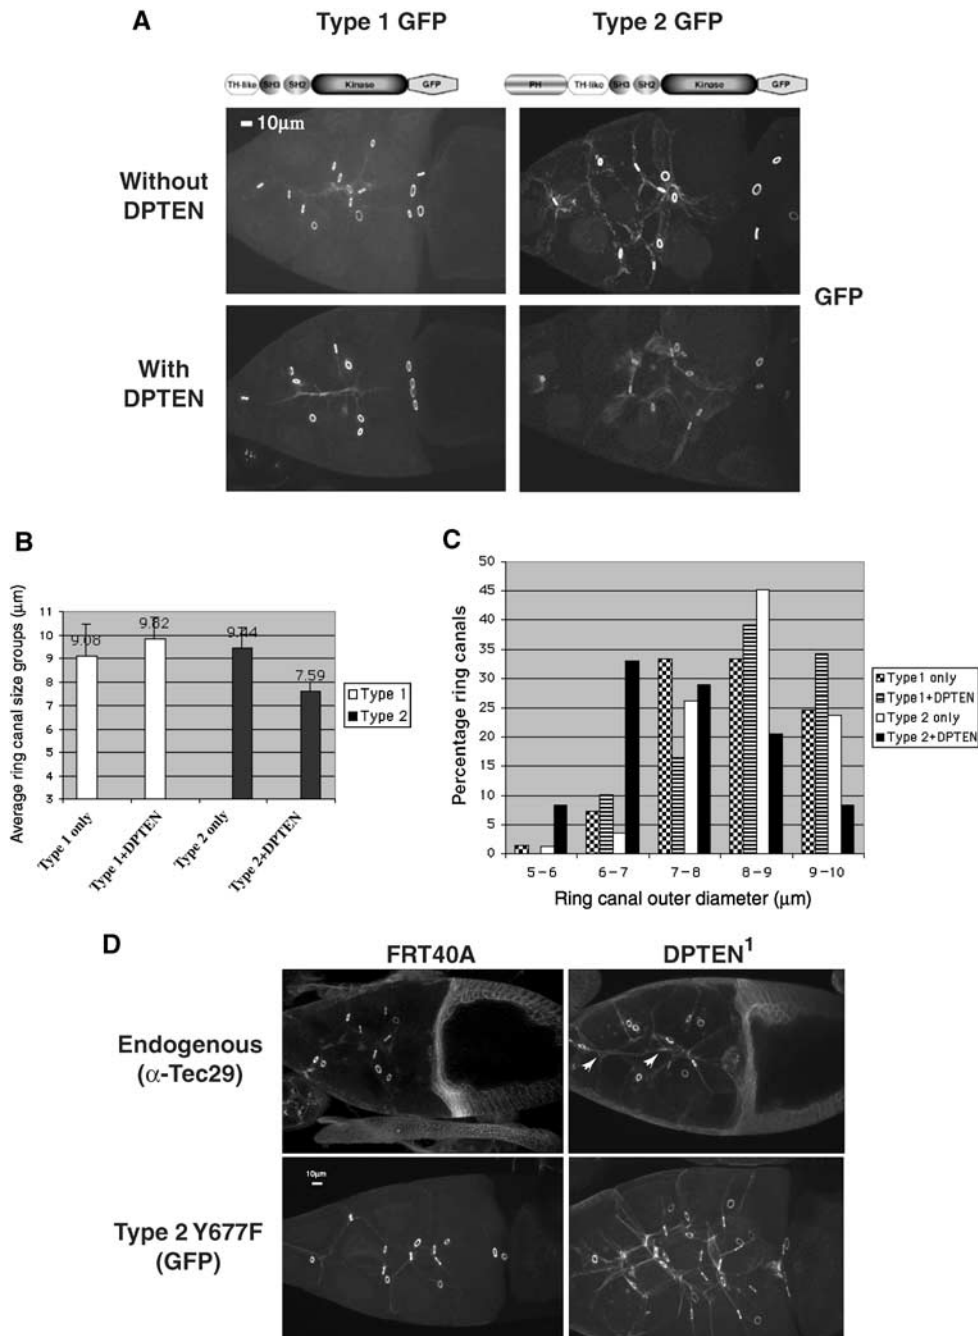 A
Type 1 GFP
Type 2 GFP
TH-like SH3 SH2 Kinase GFP
PH TH-like SH3 SH2 Kinase GFP
10μm
Without
DPTEN
GFP
With
DPTEN
B
Average ring canal size groups (μm)
11
10
9
8
7
6
5
4
3
9.08
9.82
9.44
7.59
Type 1 only
Type 1+DPTEN
Type 2 only
Type 2+DPTEN
Type 1
Type 2
C
Percentage ring canals
50
45
40
35
30
25
20
15
10
5
0
5-6
6-7
7-8
8-9
9-10
Ring canal outer diameter (μm)
Type1 only
Type1+DPTEN
Type 2 only
Type 2+DPTEN
D
FRT40A
DPTEN1
Endogenous
(α-Tec29)
Type 2 Y677F
(GFP)
10μm